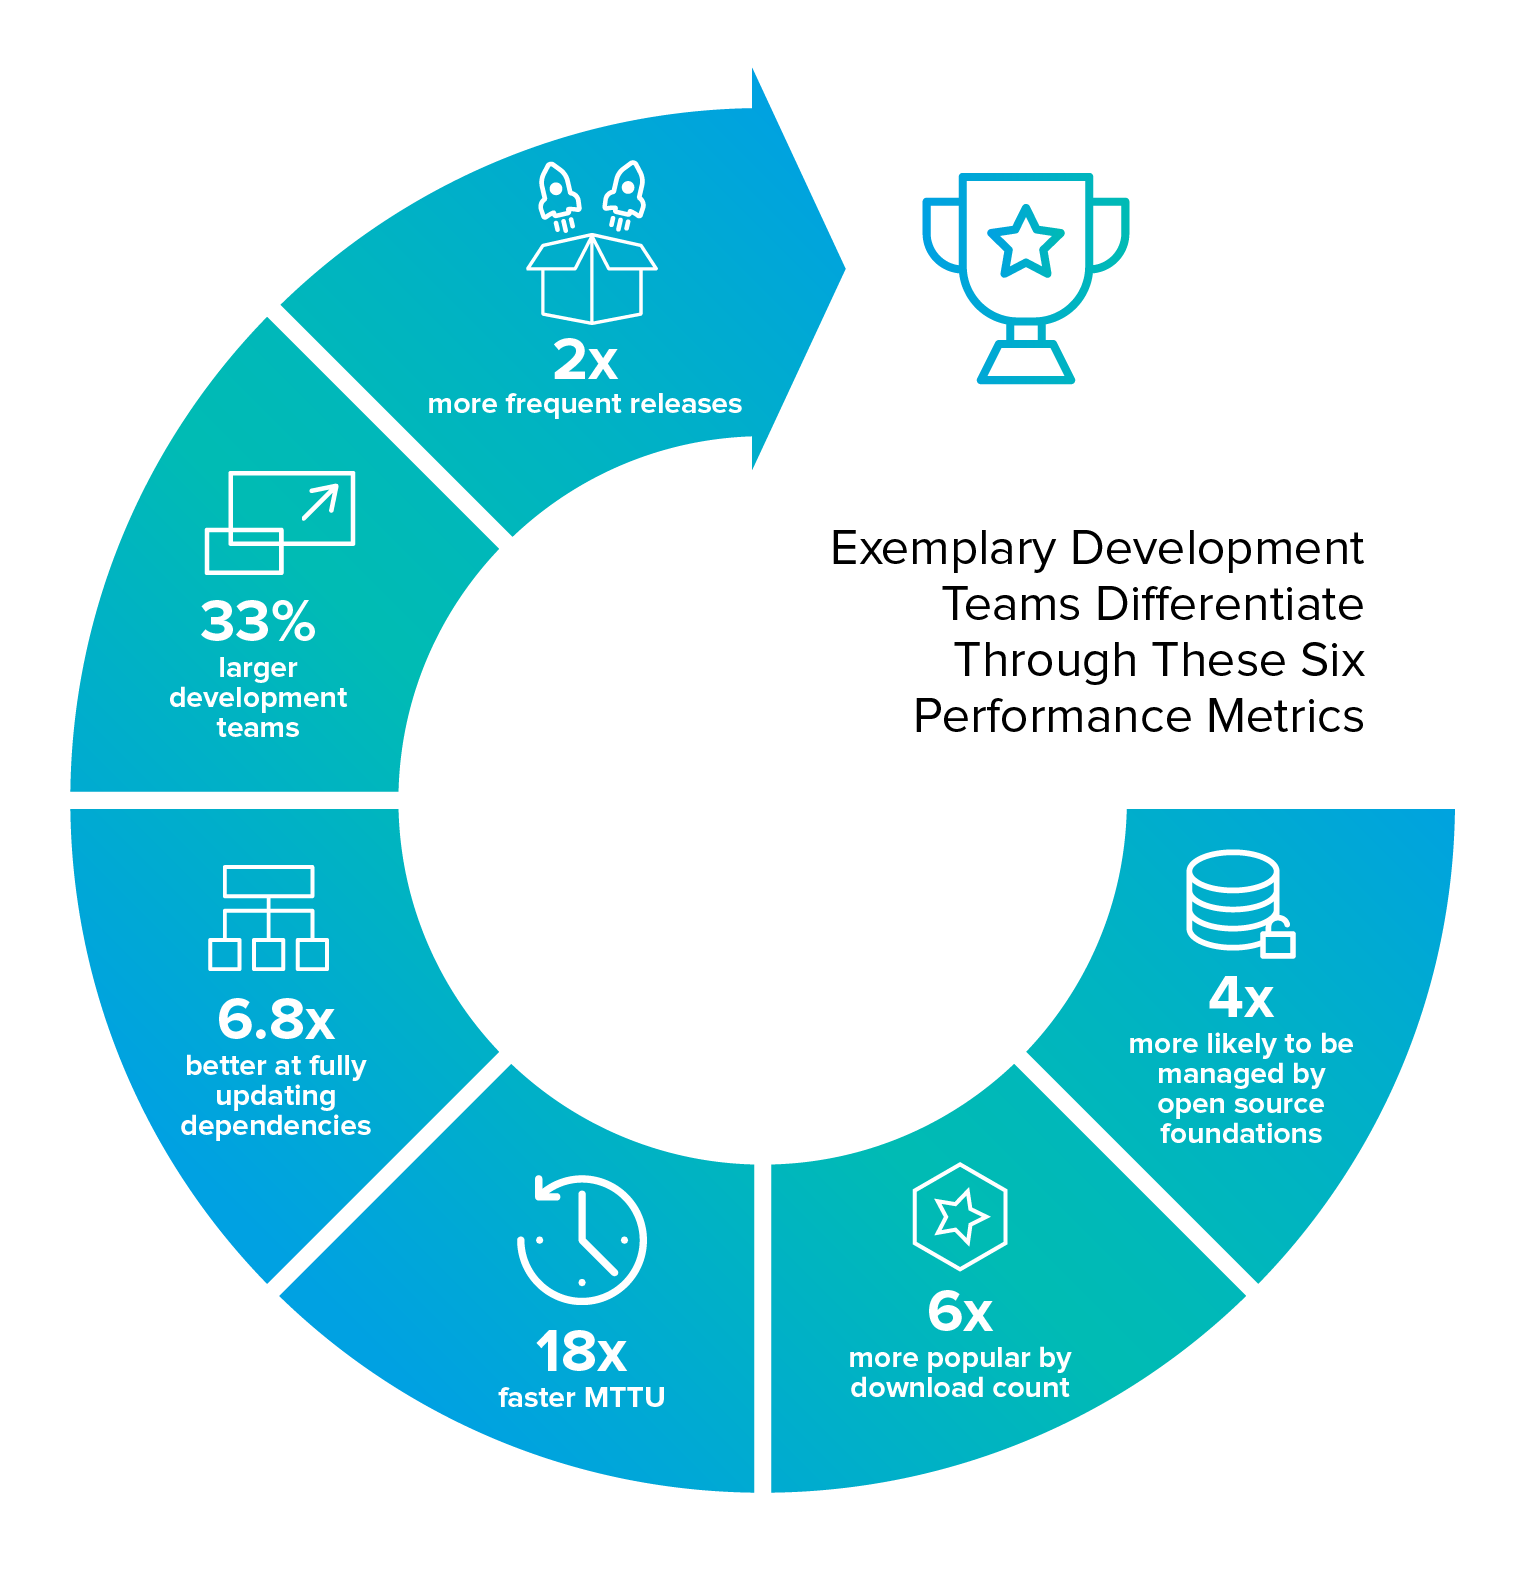 2x
more frequent releases
33%
larger
development
teams
Exemplary Development
Teams Differentiate
Through These Six
Performance Metrics
6.8x
better at fully
updating
dependencies
4x
more likely to be
managed by
open source
foundations
18x
faster MTTU
6x
more popular by
download count